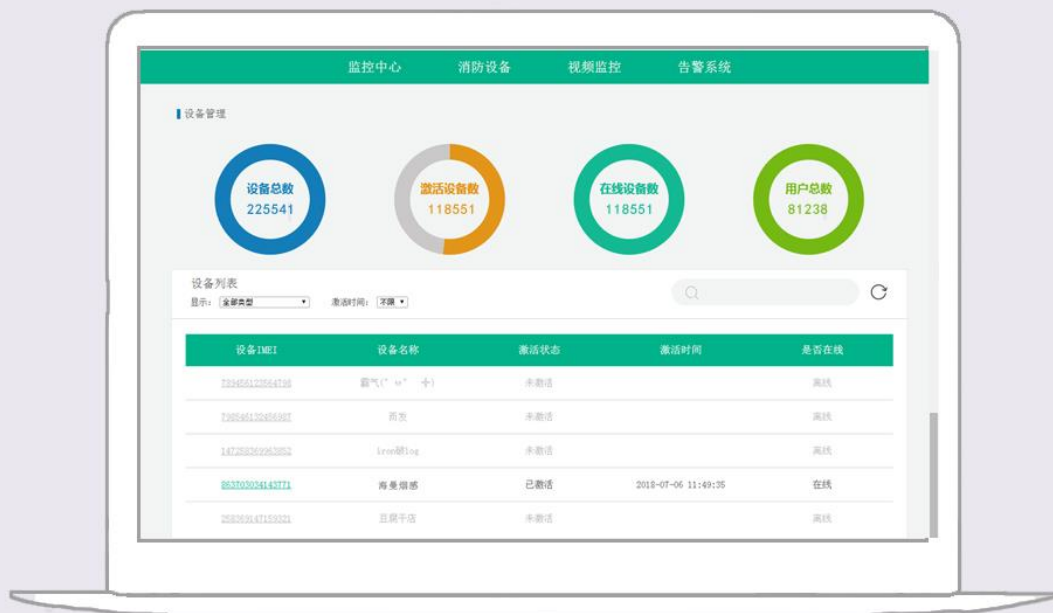 监控中心 消防设备 视频监控 告警系统
设备管理
设备总数
225541
激活设备数
118551
在线设备数
118551
用户总数
81238
设备列表
显示: 全部类型 激活时间: 不限
设备IMEI 设备名称 激活状态 激活时间 是否在线
789456123564798 霸气 未激活 离线
未激活 离线
147258369963852 未激活 离线
863703034143771 海曼烟感 已激活 2018-07-06 11:49:35 在线
258369147159321 豆腐干店 未激活 离线